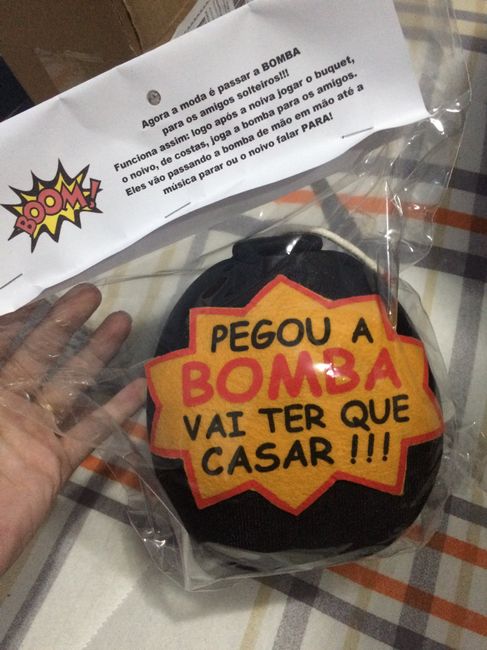 Agora a moda é passar a BOMBA
para os amigos solteiros!!!
Funciona assim: logo após a noiva jogar o buquet,
o noivo, de costas, joga a bomba para os amigos.
Eles vão passando a bomba de mão em mão até a
música parar ou o noivo falar PARA!
BOOM!
PEGOU A
BOMBA
VAI TER QUE
CASAR !!!